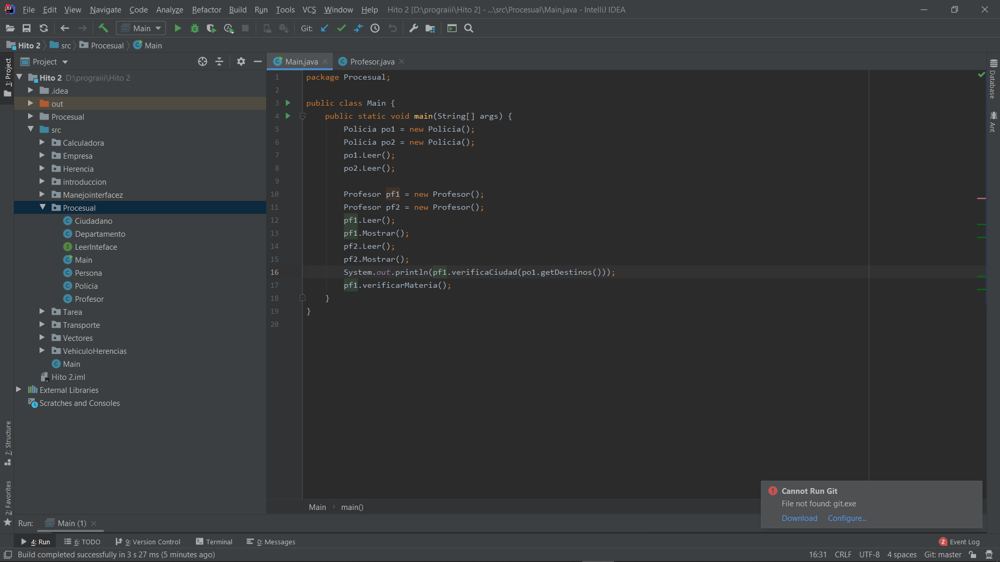 File Edit View Navigate Code Analyze Refactor Build Run Tools VCS Window Help Hito 2 [D:\prograiii\Hito 2] - ...\src\Procesual\Main.java - IntelliJ IDEA
Main Git:
Hito 2 src Procesual Main
1: Project
Project
Hito 2 D:\prograiii\Hito 2
.idea
out
Procesual
src
Calculadora
Empresa
Herencia
introduccion
Manejointerfacez
Procesual
Ciudadano
Departamento
LeerInteface
Main
Persona
Policia
Profesor
Tarea
Transporte
Vectores
VehiculoHerencias
Main
Hito 2.iml
External Libraries
Scratches and Consoles
7: Structure
2: Favorites
Main.java Profesor.java
1 package Procesual;
2
3 public class Main {
4 public static void main(String[] args) {
5 Policia po1 = new Policia();
6 Policia po2 = new Policia();
7 po1.Leer();
8 po2.Leer();
9
10 Profesor pf1 = new Profesor();
11 Profesor pf2 = new Profesor();
12 pf1.Leer();
13 pf1.Mostrar();
14 pf2.Leer();
15 pf2.Mostrar();
16 System.out.println(pf1.verificaCiudad(po1.getDestinos()));
17 pf1.verificarMateria();
18 }
19 }
20
Database
Ant
Main main()
Cannot Run Git
File not found: git.exe
Download Configure...
Run: Main (1)
4: Run 6: TODO 9: Version Control Terminal 0: Messages 2 Event Log
Build completed successfully in 3 s 27 ms (5 minutes ago) 16:31 CRLF UTF-8 4 spaces Git: master